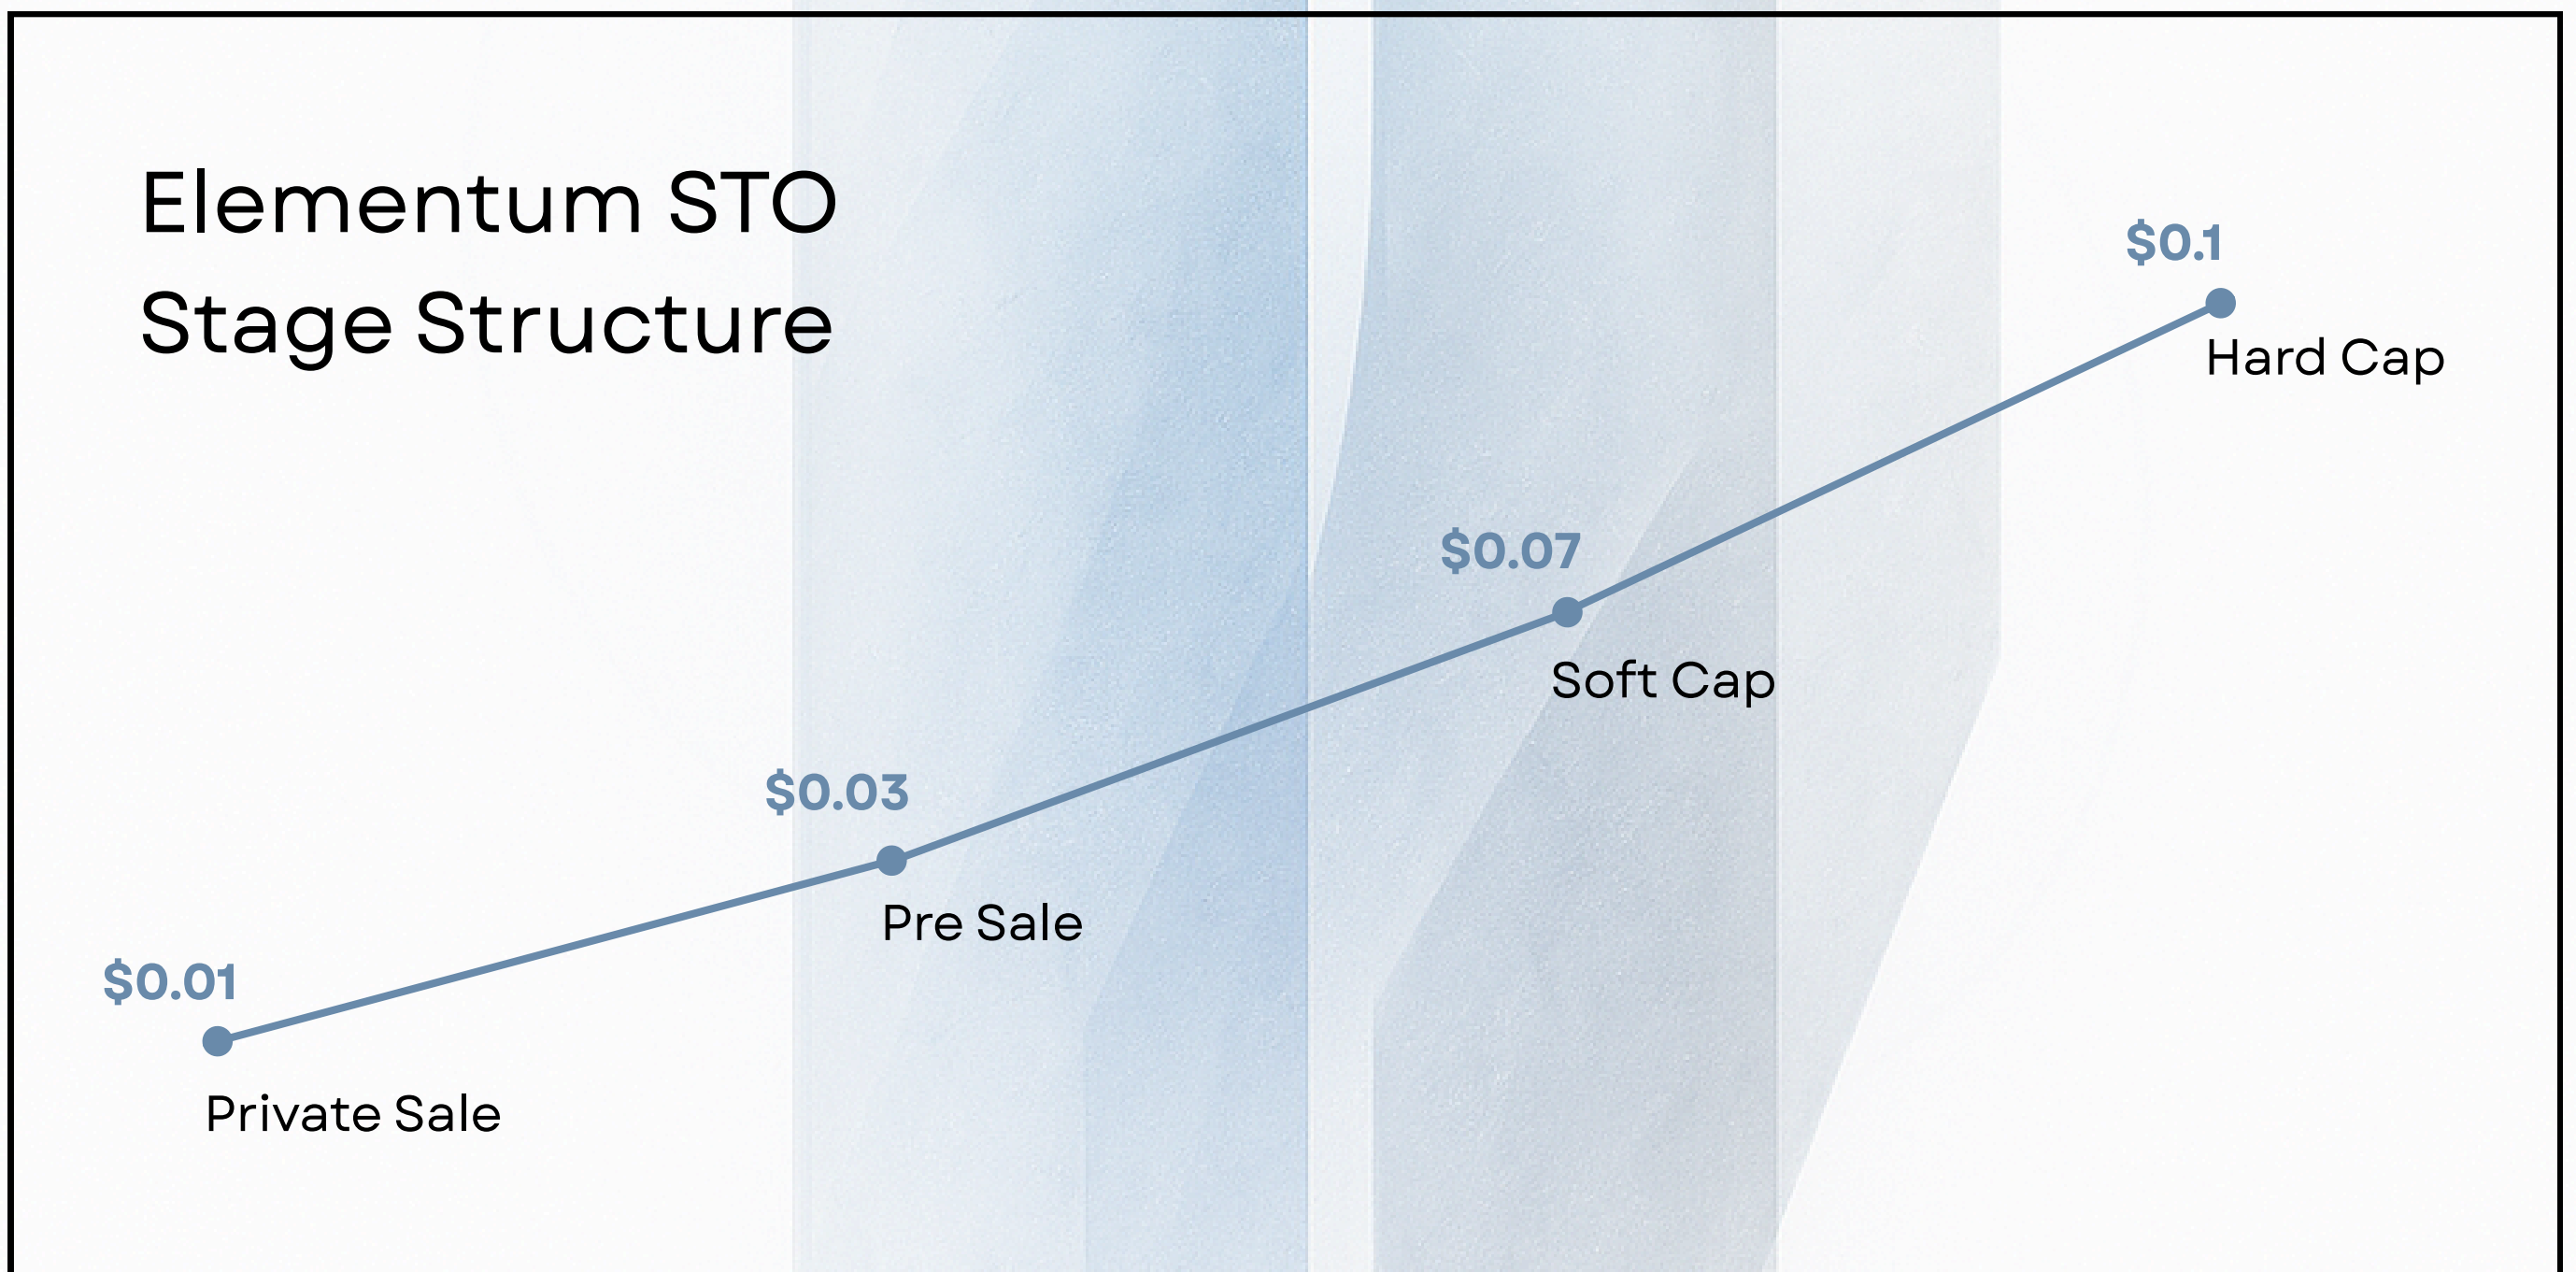 Elementum STO
Stage Structure
$0.1
Hard Cap
$0.07
Soft Cap
$0.03
Pre Sale
$0.01
Private Sale